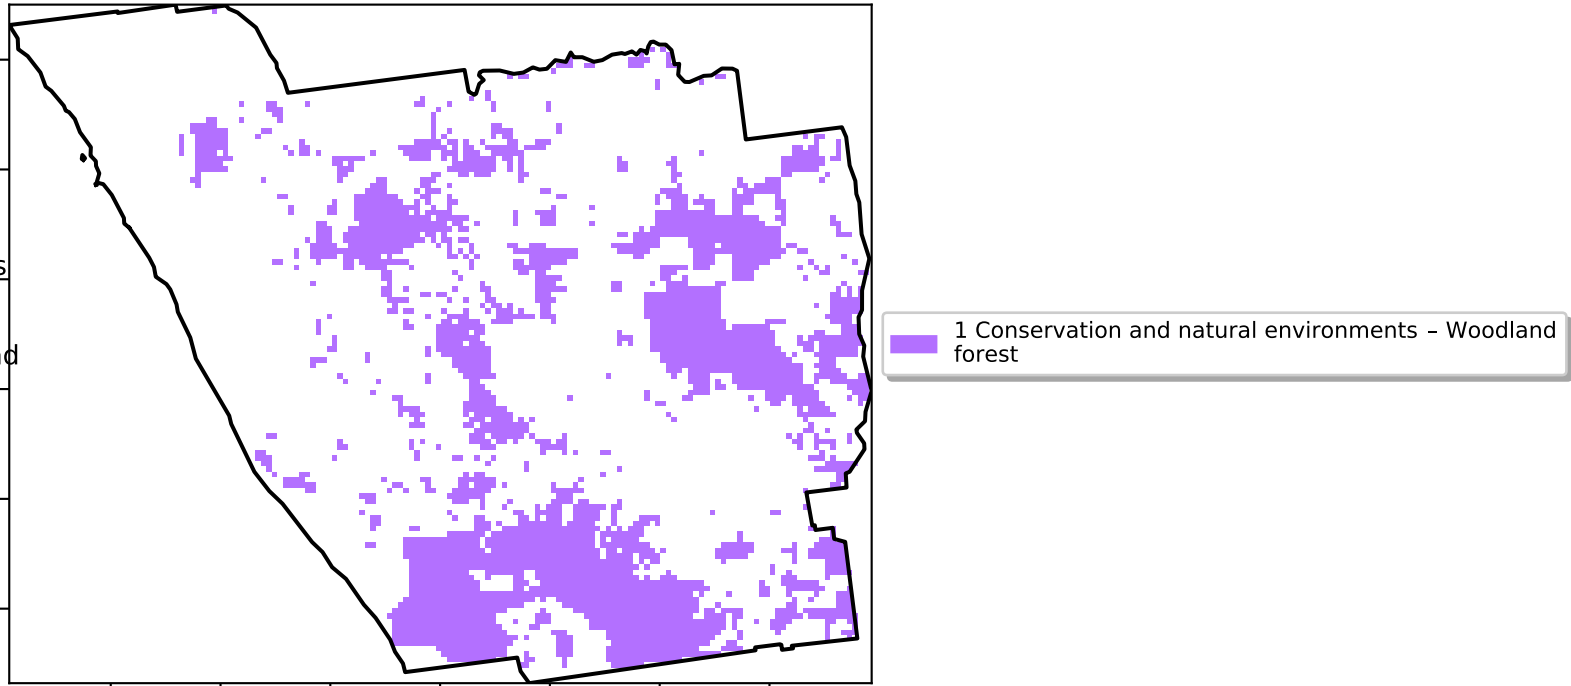 s
1 Conservation and natural environments – Woodland
forest
d